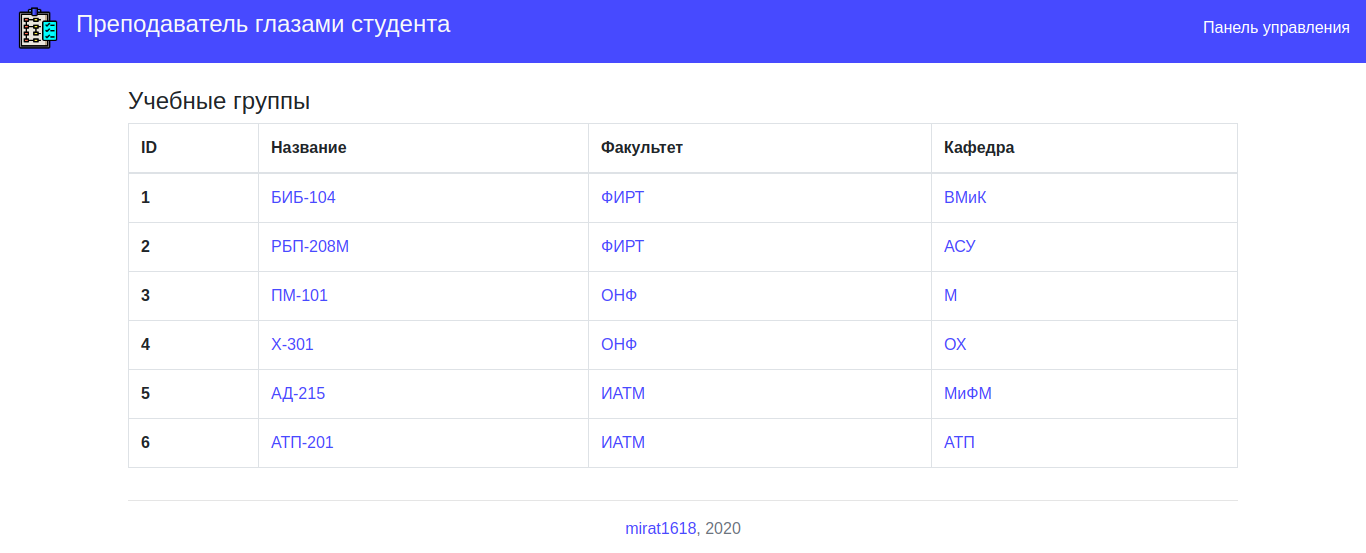 Преподаватель глазами студента
Панель управления
Учебные группы
ID Название Факультет Кафедра
1 БИБ-104 ФИРТ ВМиК
2 РБП-208М ФИРТ АСУ
3 ПМ-101 ОНФ М
4 Х-301 ОНФ ОХ
5 АД-215 ИАТМ МиФМ
6 АТП-201 ИАТМ АТП
mirat1618, 2020